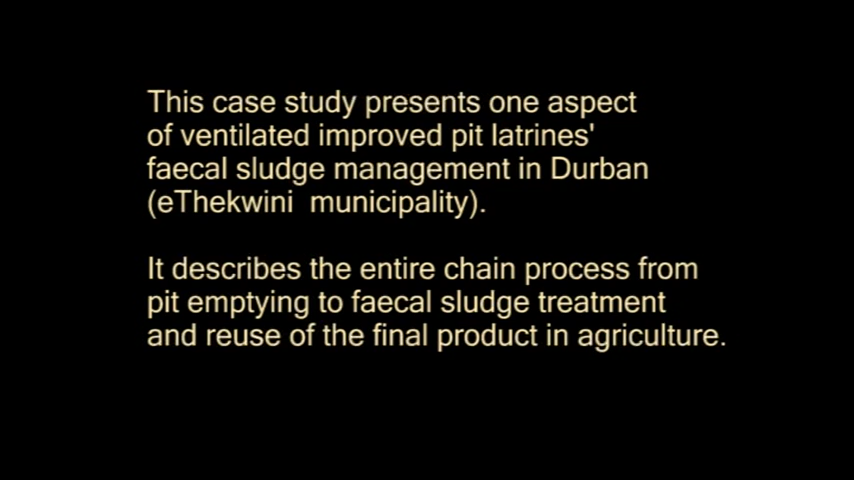 This case study presents one aspect
of ventilated improved pit latrines'
faecal sludge management in Durban
(eThekwini  municipality).
It describes the entire chain process from
pit emptying to faecal sludge treatment
and reuse of the final product in agriculture.